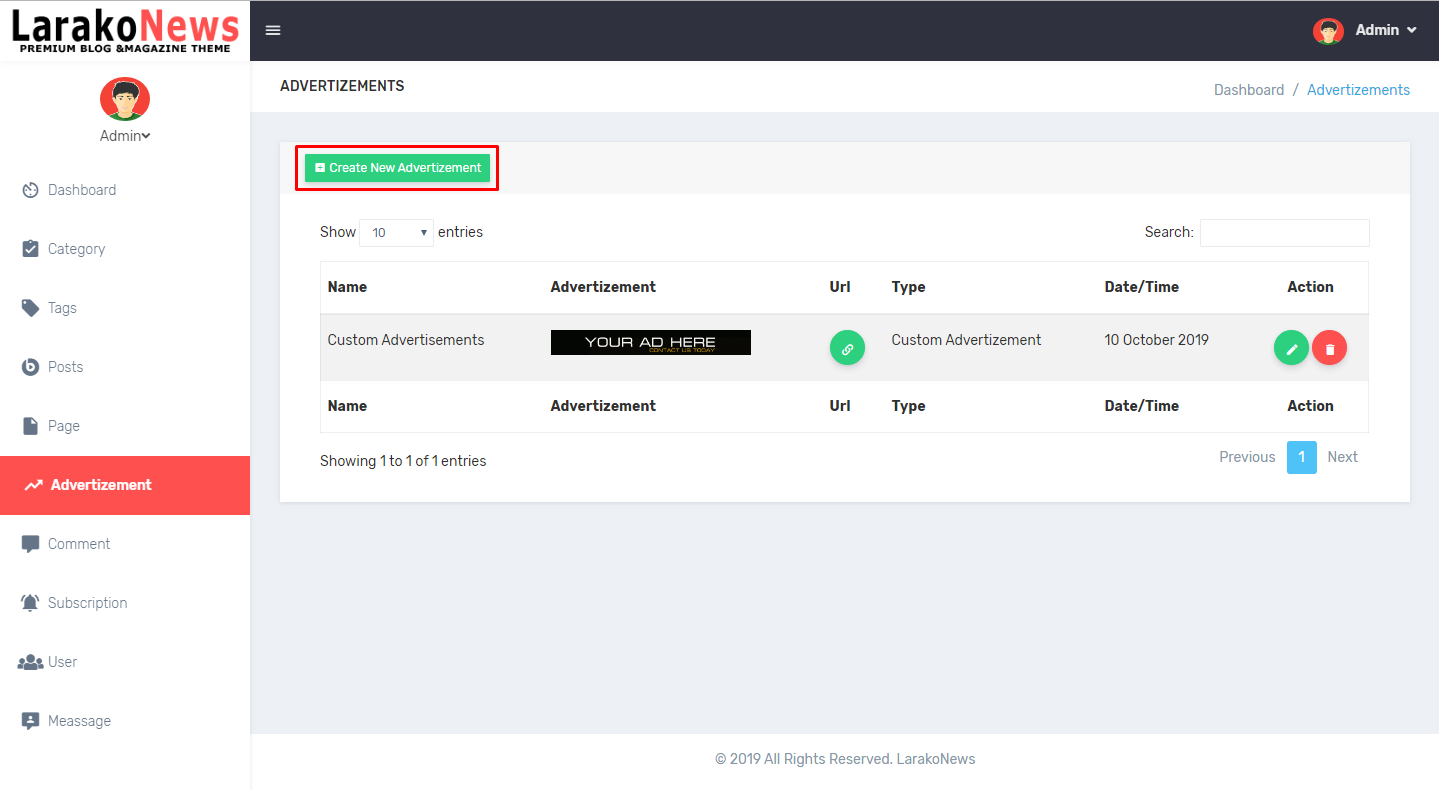 LarakoNews
PREMIUM BLOG &MAGAZINE THEME
Admin
Admin
Dashboard
Category
Tags
Posts
Page
Advertizement
Comment
Subscription
User
Meassage
ADVERTIZEMENTS
Dashboard / Advertizements
Create New Advertizement
Show 10 entries
Search:
Name Advertizement Url Type Date/Time Action
Custom Advertisements YOUR AD HERE Custom Advertizement 10 October 2019
CONTACT US TODAY
Name Advertizement Url Type Date/Time Action
Showing 1 to 1 of 1 entries
Previous 1 Next
© 2019 All Rights Reserved. LarakoNews